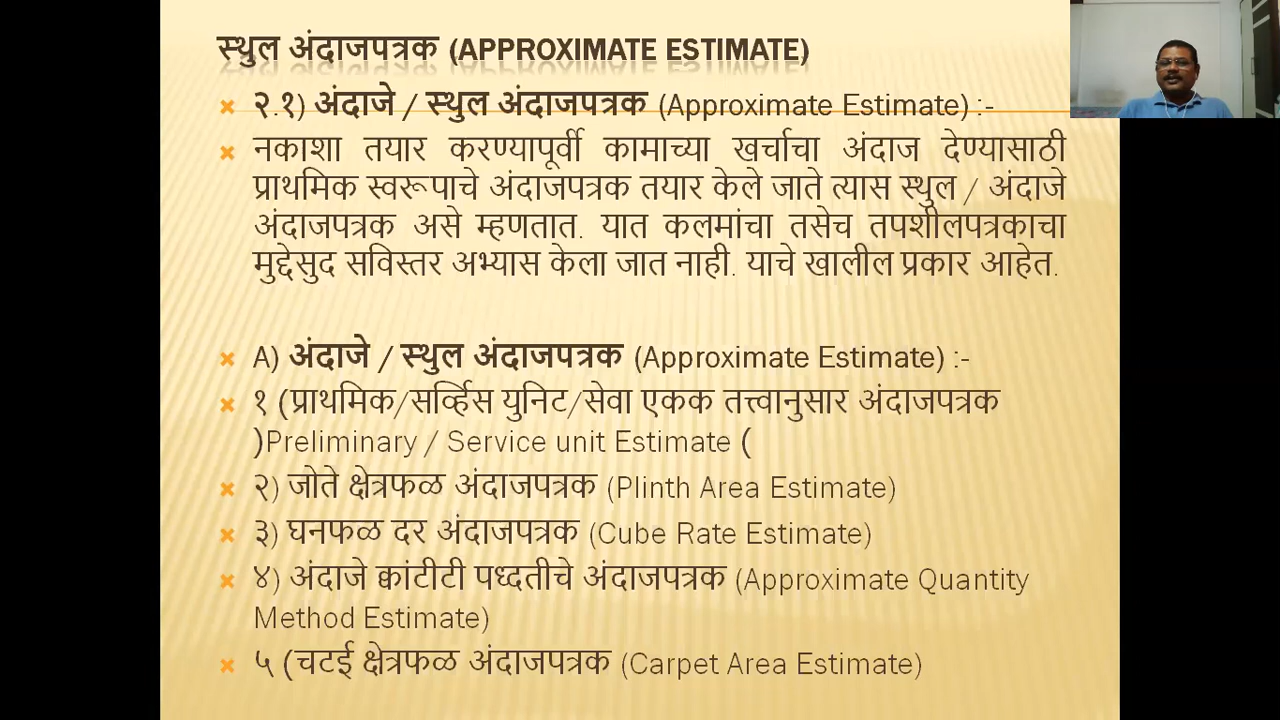 स्थुल अंदाजपत्रक (APPROXIMATE ESTIMATE)
२.१) अंदाजे / स्थुल अंदाजपत्रक (Approximate Estimate) :-
नकाशा तयार करण्यापूर्वी कामाच्या खर्चाचा अंदाज देण्यासाठी
प्राथमिक स्वरूपाचे अंदाजपत्रक तयार केले जाते त्यास स्थुल / अंदाजे
अंदाजपत्रक असे म्हणतात. यात कलमांचा तसेच तपशीलपत्रकाचा
मुद्देसुद सविस्तर अभ्यास केला जात नाही. याचे खालील प्रकार आहेत.
A) अंदाजे / स्थुल अंदाजपत्रक (Approximate Estimate) :-
१ (प्राथमिक/सर्व्हिस युनिट/सेवा एकक तत्त्वानुसार अंदाजपत्रक
)Preliminary / Service unit Estimate (
२) जोते क्षेत्रफळ अंदाजपत्रक (Plinth Area Estimate)
३) घनफळ दर अंदाजपत्रक (Cube Rate Estimate)
४) अंदाजे क्वांटीटी पध्दतीचे अंदाजपत्रक (Approximate Quantity
Method Estimate)
५ (चटई क्षेत्रफळ अंदाजपत्रक (Carpet Area Estimate)